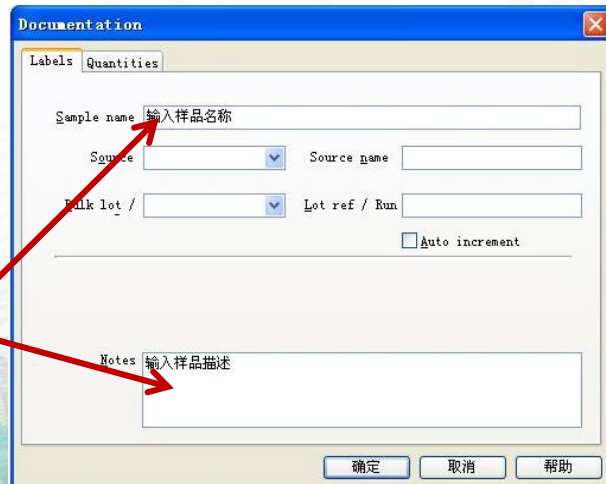 Documentation
Labels Quantities
Sample name 输入样品名称
Source Source name
Bulk lot / Lot ref / Run
Auto increment
Notes 输入样品描述
确定 取消 帮助